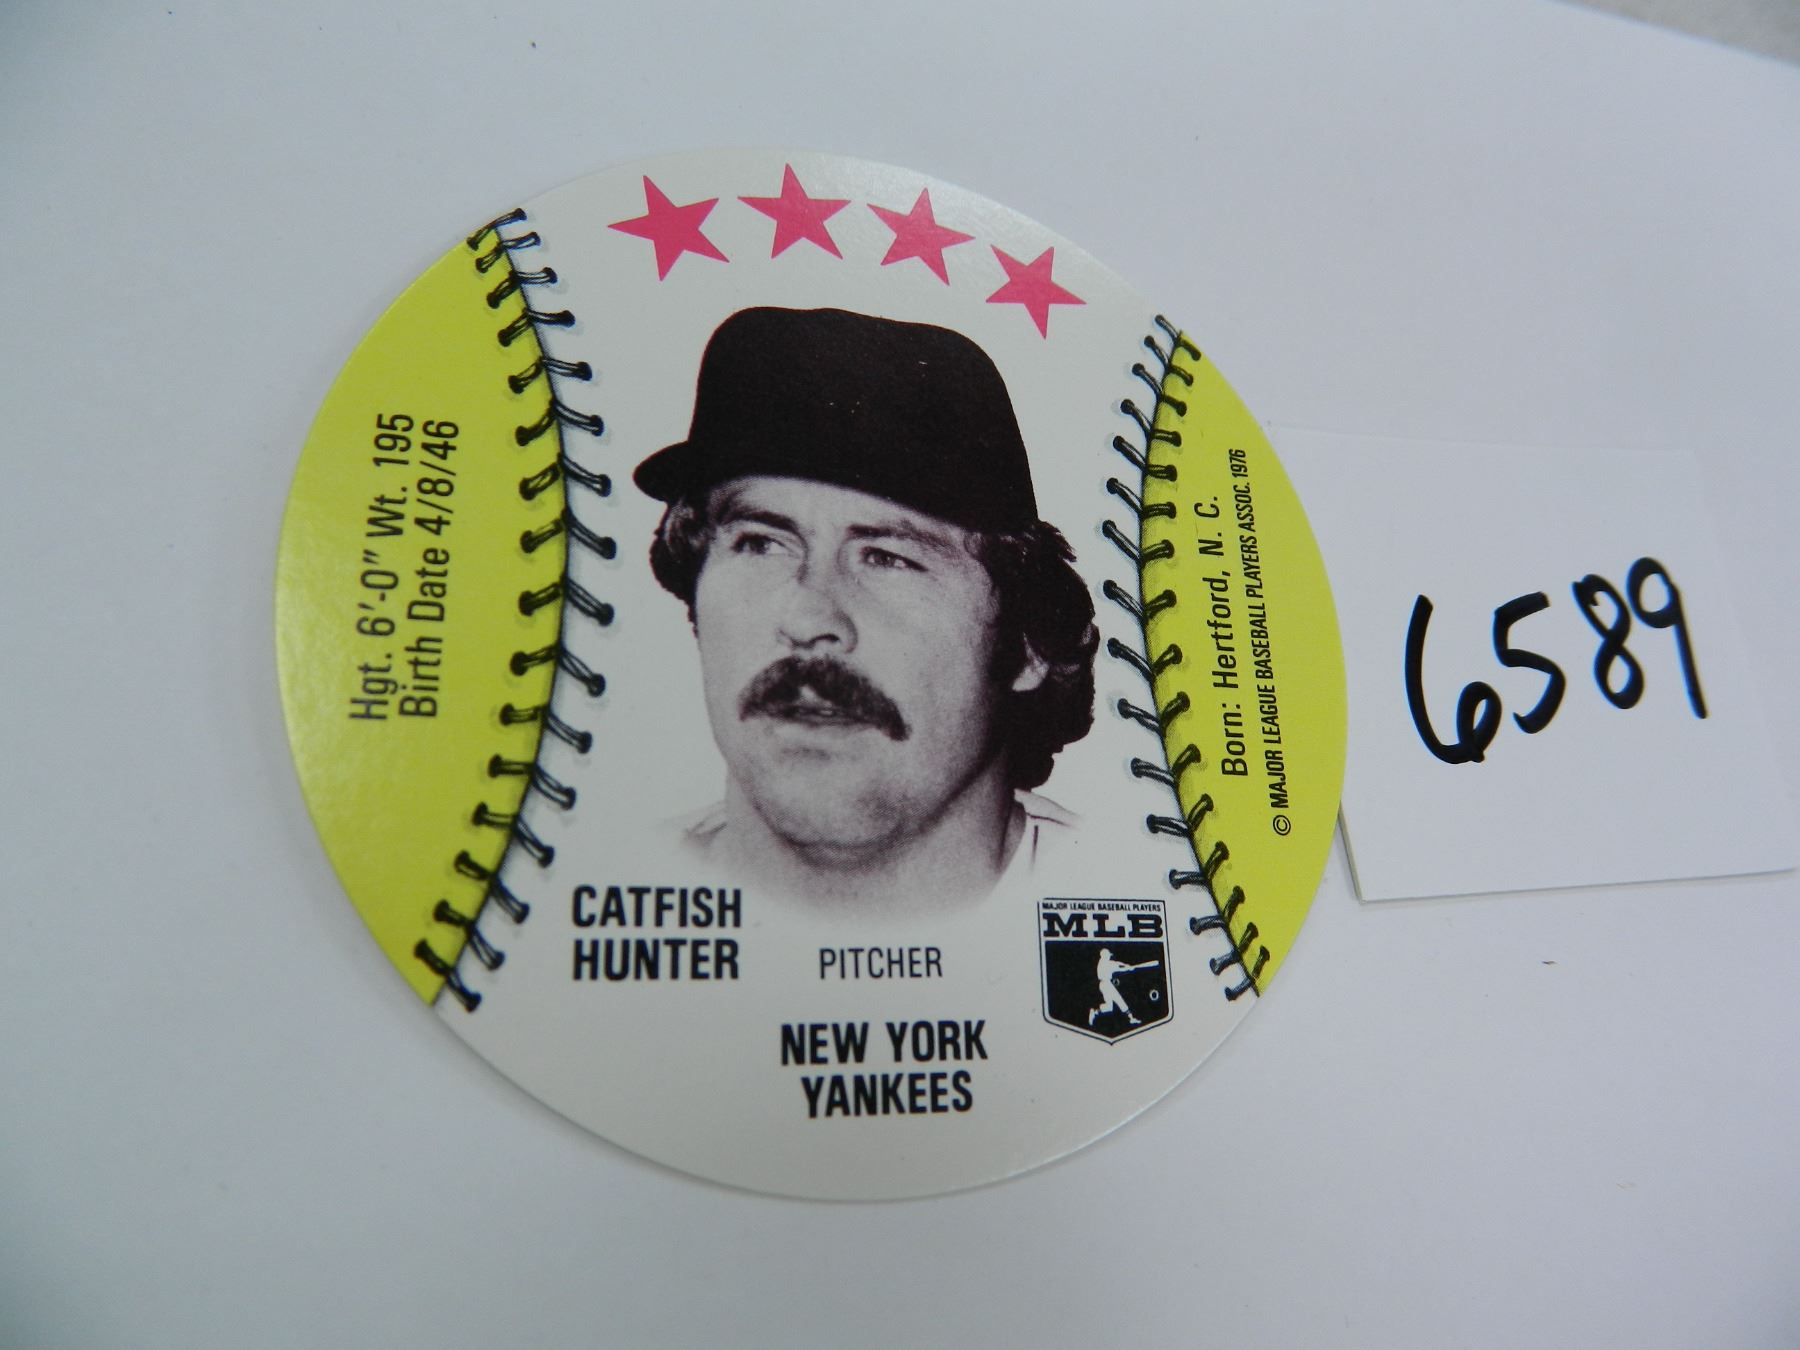 Hgt. 6'-0" Wt. 195
Birth Date 4/8/46
CATFISH
HUNTER
PITCHER
NEW YORK
YANKEES
MAJOR LEAGUE BASEBALL PLAYERS
MLB
Born: Hertford, N. C.
© MAJOR LEAGUE BASEBALL PLAYERS ASSOC. 1976
6589